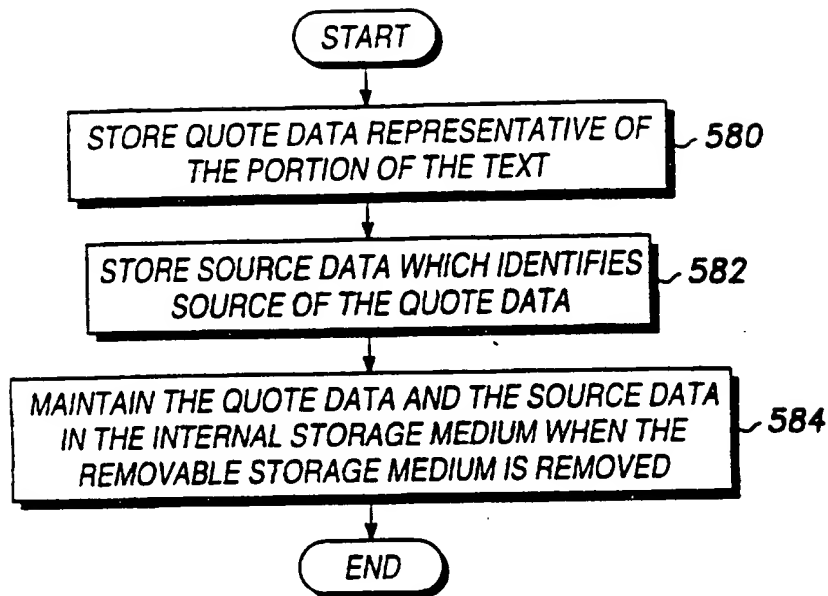 START
STORE QUOTE DATA REPRESENTATIVE OF
THE PORTION OF THE TEXT
580
STORE SOURCE DATA WHICH IDENTIFIES
SOURCE OF THE QUOTE DATA
582
MAINTAIN THE QUOTE DATA AND THE SOURCE DATA
IN THE INTERNAL STORAGE MEDIUM WHEN THE
REMOVABLE STORAGE MEDIUM IS REMOVED
584
END